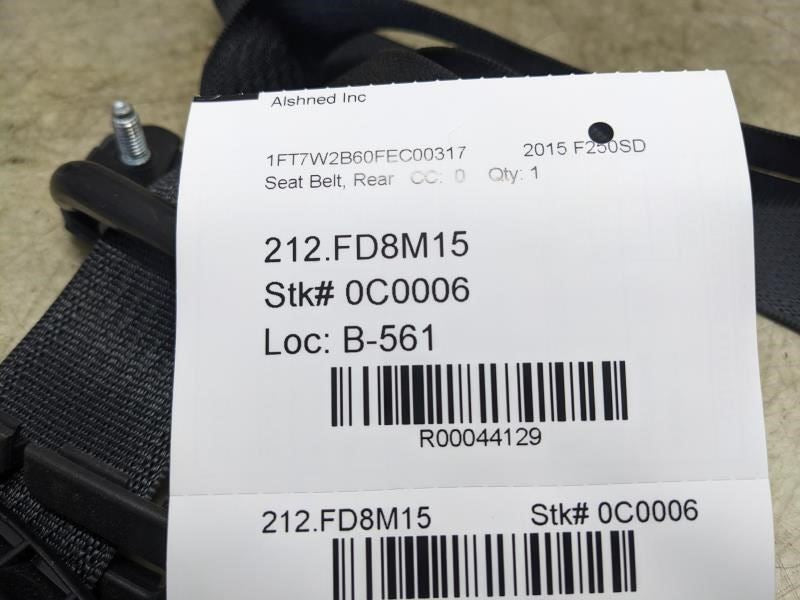 Alshned Inc
1FT7W2B60FEC00317 2015 F250SD
Seat Belt, Rear CC: 0 Qty: 1
212.FD8M15
Stk# 0C0006
Loc: B-561
R00044129
212.FD8M15 Stk# 0C0006